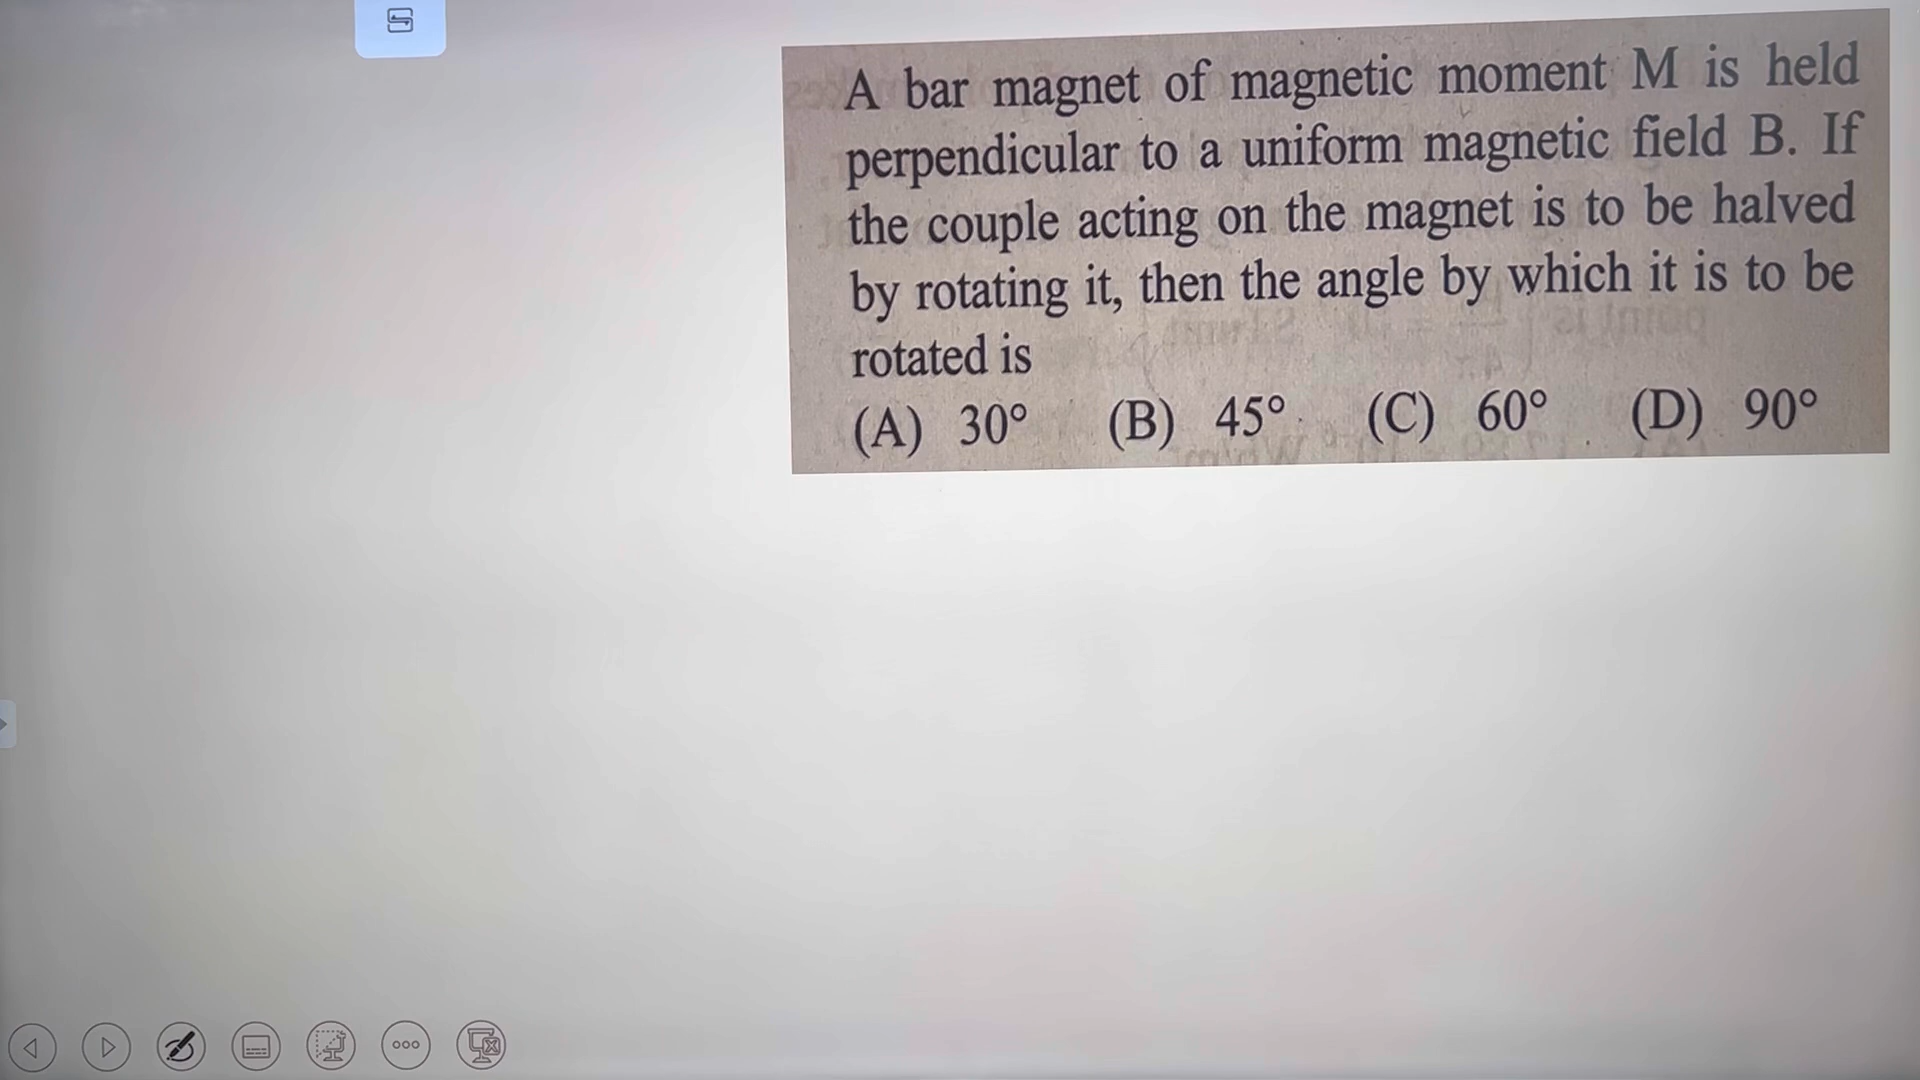 A bar magnet of magnetic moment M is held
perpendicular to a uniform magnetic field B. If
the couple acting on the magnet is to be halved
by rotating it, then the angle by which it is to be
rotated is
(A) 30° (B) 45° (C) 60° (D) 90°